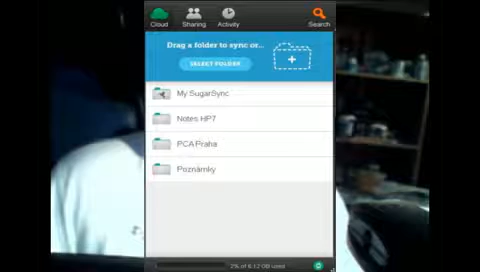 Cloud Sharing Activity Search
Drag a folder to sync or...
SELECT FOLDER
My SugarSync
Notes HP7
PCA Praha
Poznámky
2% of 6.12 GB used